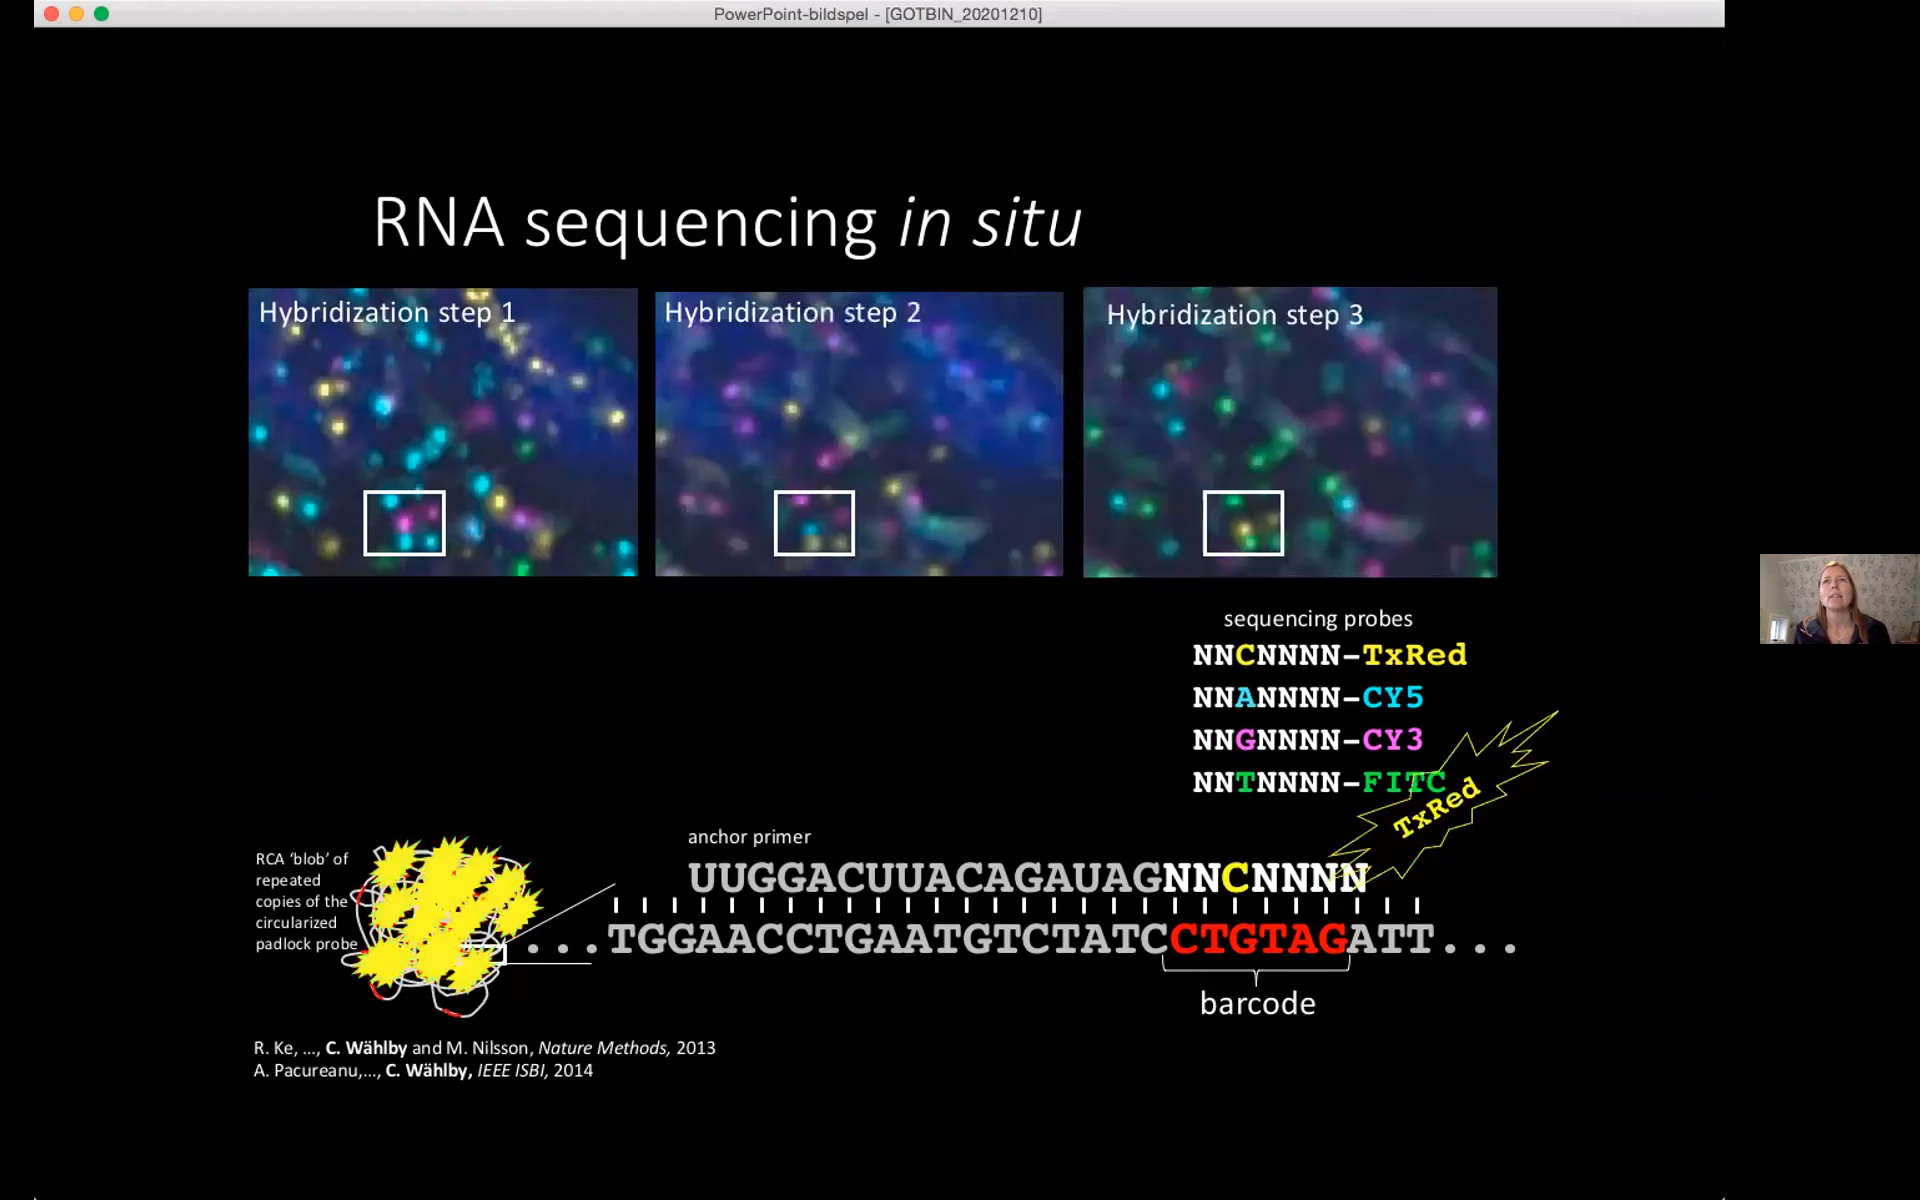 PowerPoint-bildspel - [GOTBIN_20201210]
RNA sequencing in situ
Hybridization step 1
Hybridization step 2
Hybridization step 3
sequencing probes
NNCNNNN-TxRed
NNANNNN-CY5
NNGNNNN-CY3
NNTNNNN-FITC
TxRed
anchor primer
UUGGACUUACAGAUAGNNCNNNN
...TGGAACCTGAATGTCTATCCTGTAGATT...
barcode
RCA ‘blob’ of
repeated
copies of the
circularized
padlock probe
R. Ke, ..., C. Wählby and M. Nilsson, Nature Methods, 2013
A. Pacureanu,..., C. Wählby, IEEE ISBI, 2014